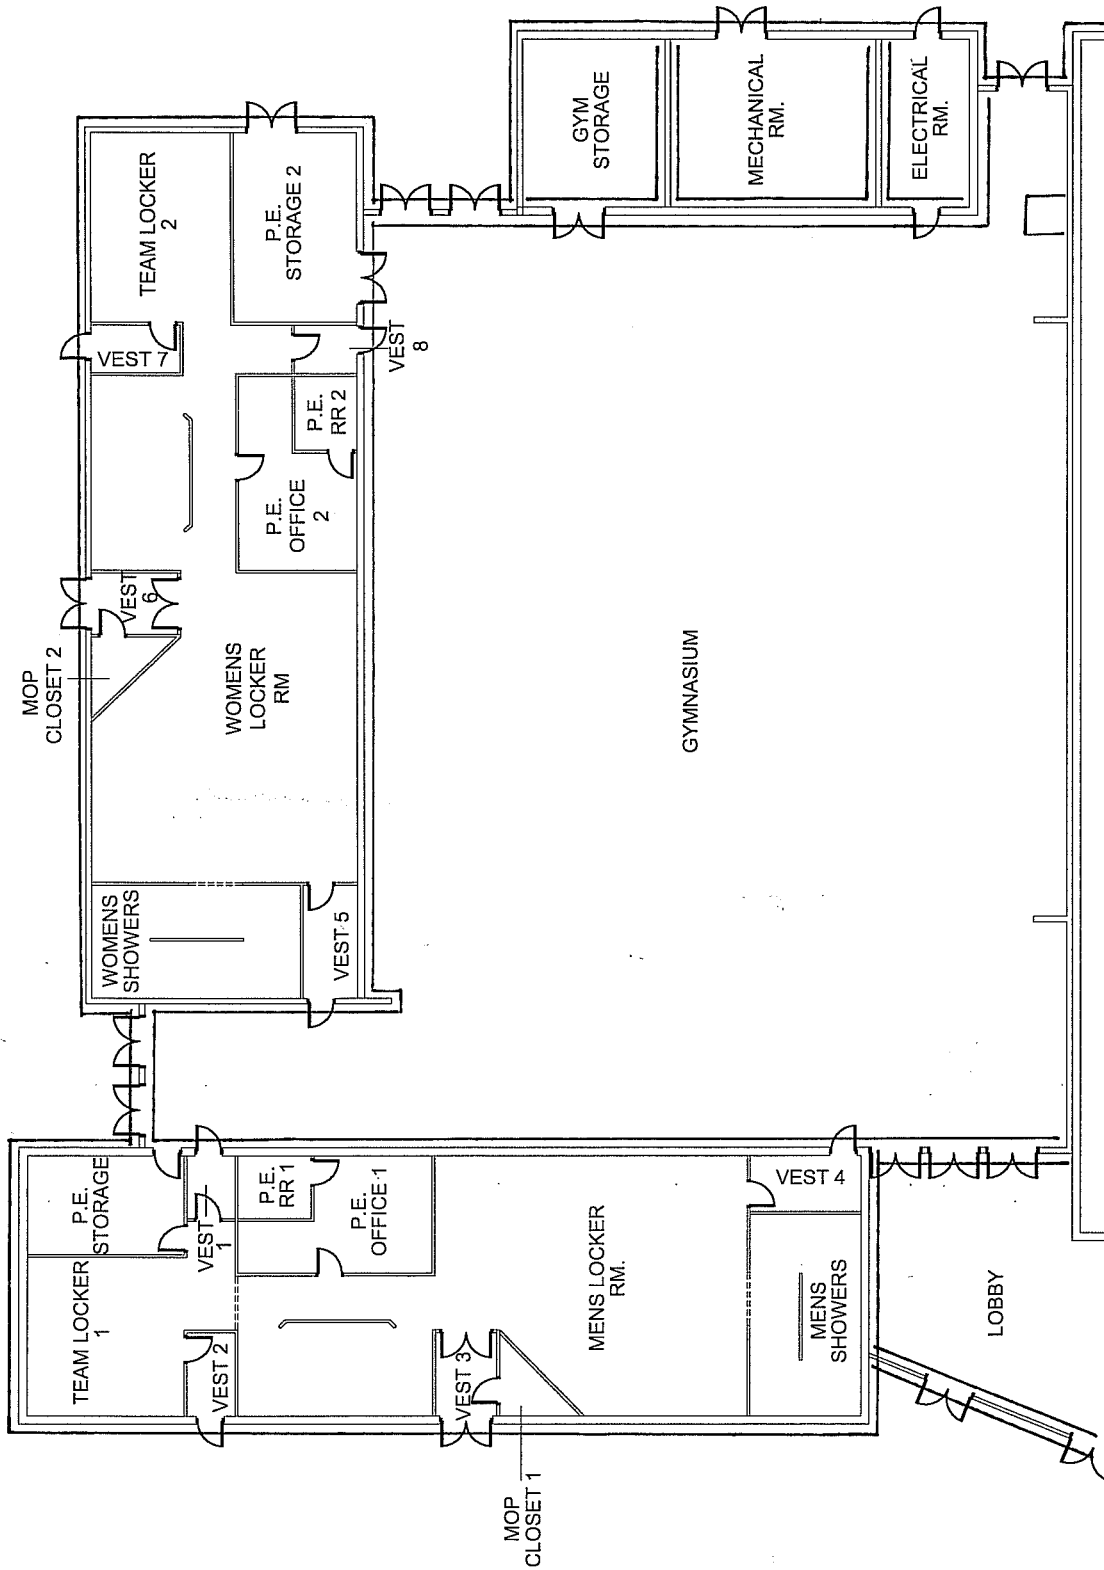 MOP
CLOSET 2
TEAM LOCKER
2
P.E.
STORAGE 2
VEST 7
VEST
8
P.E.
RR 2
P.E.
OFFICE
2
VEST
6
WOMENS
LOCKER
RM
WOMENS
SHOWERS
VEST 5
GYM
STORAGE
MECHANICAL
RM.
ELECTRICAL
RM.
GYMNASIUM
P.E.
STORAGE
TEAM LOCKER
1
VEST
1
VEST 2
P.E.
RR 1
P.E.
OFFICE 1
VEST 3
MOP
CLOSET 1
MENS LOCKER
RM.
VEST 4
MENS
SHOWERS
LOBBY